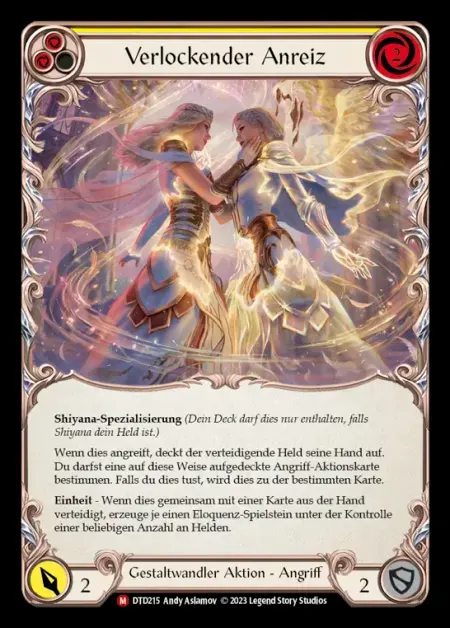 Verlockender Anreiz
2
Shiyana-Spezialisierung (Dein Deck darf dies nur enthalten, falls
Shiyana dein Held ist.)
Wenn dies angreift, deckt der verteidigende Held seine Hand auf.
Du darfst eine auf diese Weise aufgedeckte Angriff-Aktionskarte
bestimmen. Falls du dies tust, wird dies zu der bestimmten Karte.
Einheit - Wenn dies gemeinsam mit einer Karte aus der Hand
verteidigt, erzeuge je einen Eloquenz-Spielstein unter der Kontrolle
einer beliebigen Anzahl an Helden.
2
Gestaltwandler Aktion - Angriff
2
M DTD215 Andy Aslamov © 2023 Legend Story Studios